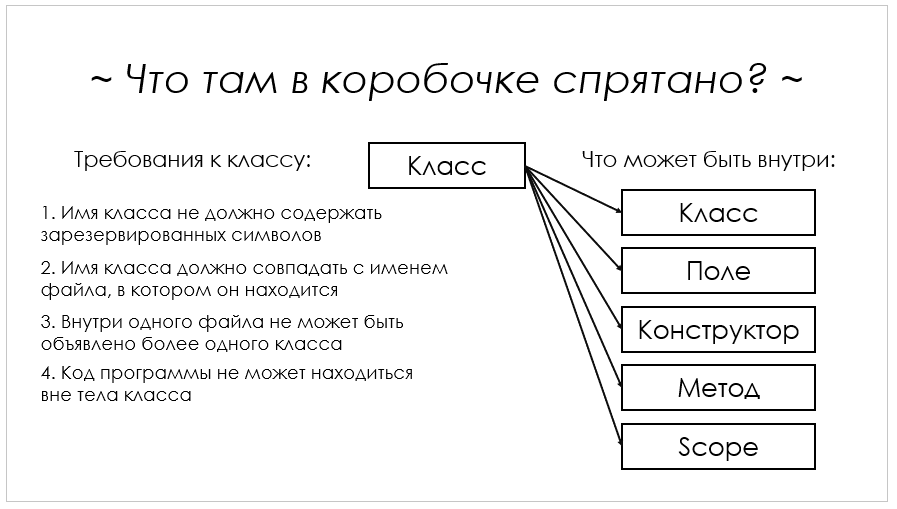 ~ Что там в коробочке спрятано? ~
Требования к классу:
1. Имя класса не должно содержать
зарезервированных символов
2. Имя класса должно совпадать с именем
файла, в котором он находится
3. Внутри одного файла не может быть
объявлено более одного класса
4. Код программы не может находиться
вне тела класса
Класс
Что может быть внутри:
Класс
Поле
Конструктор
Метод
Scope